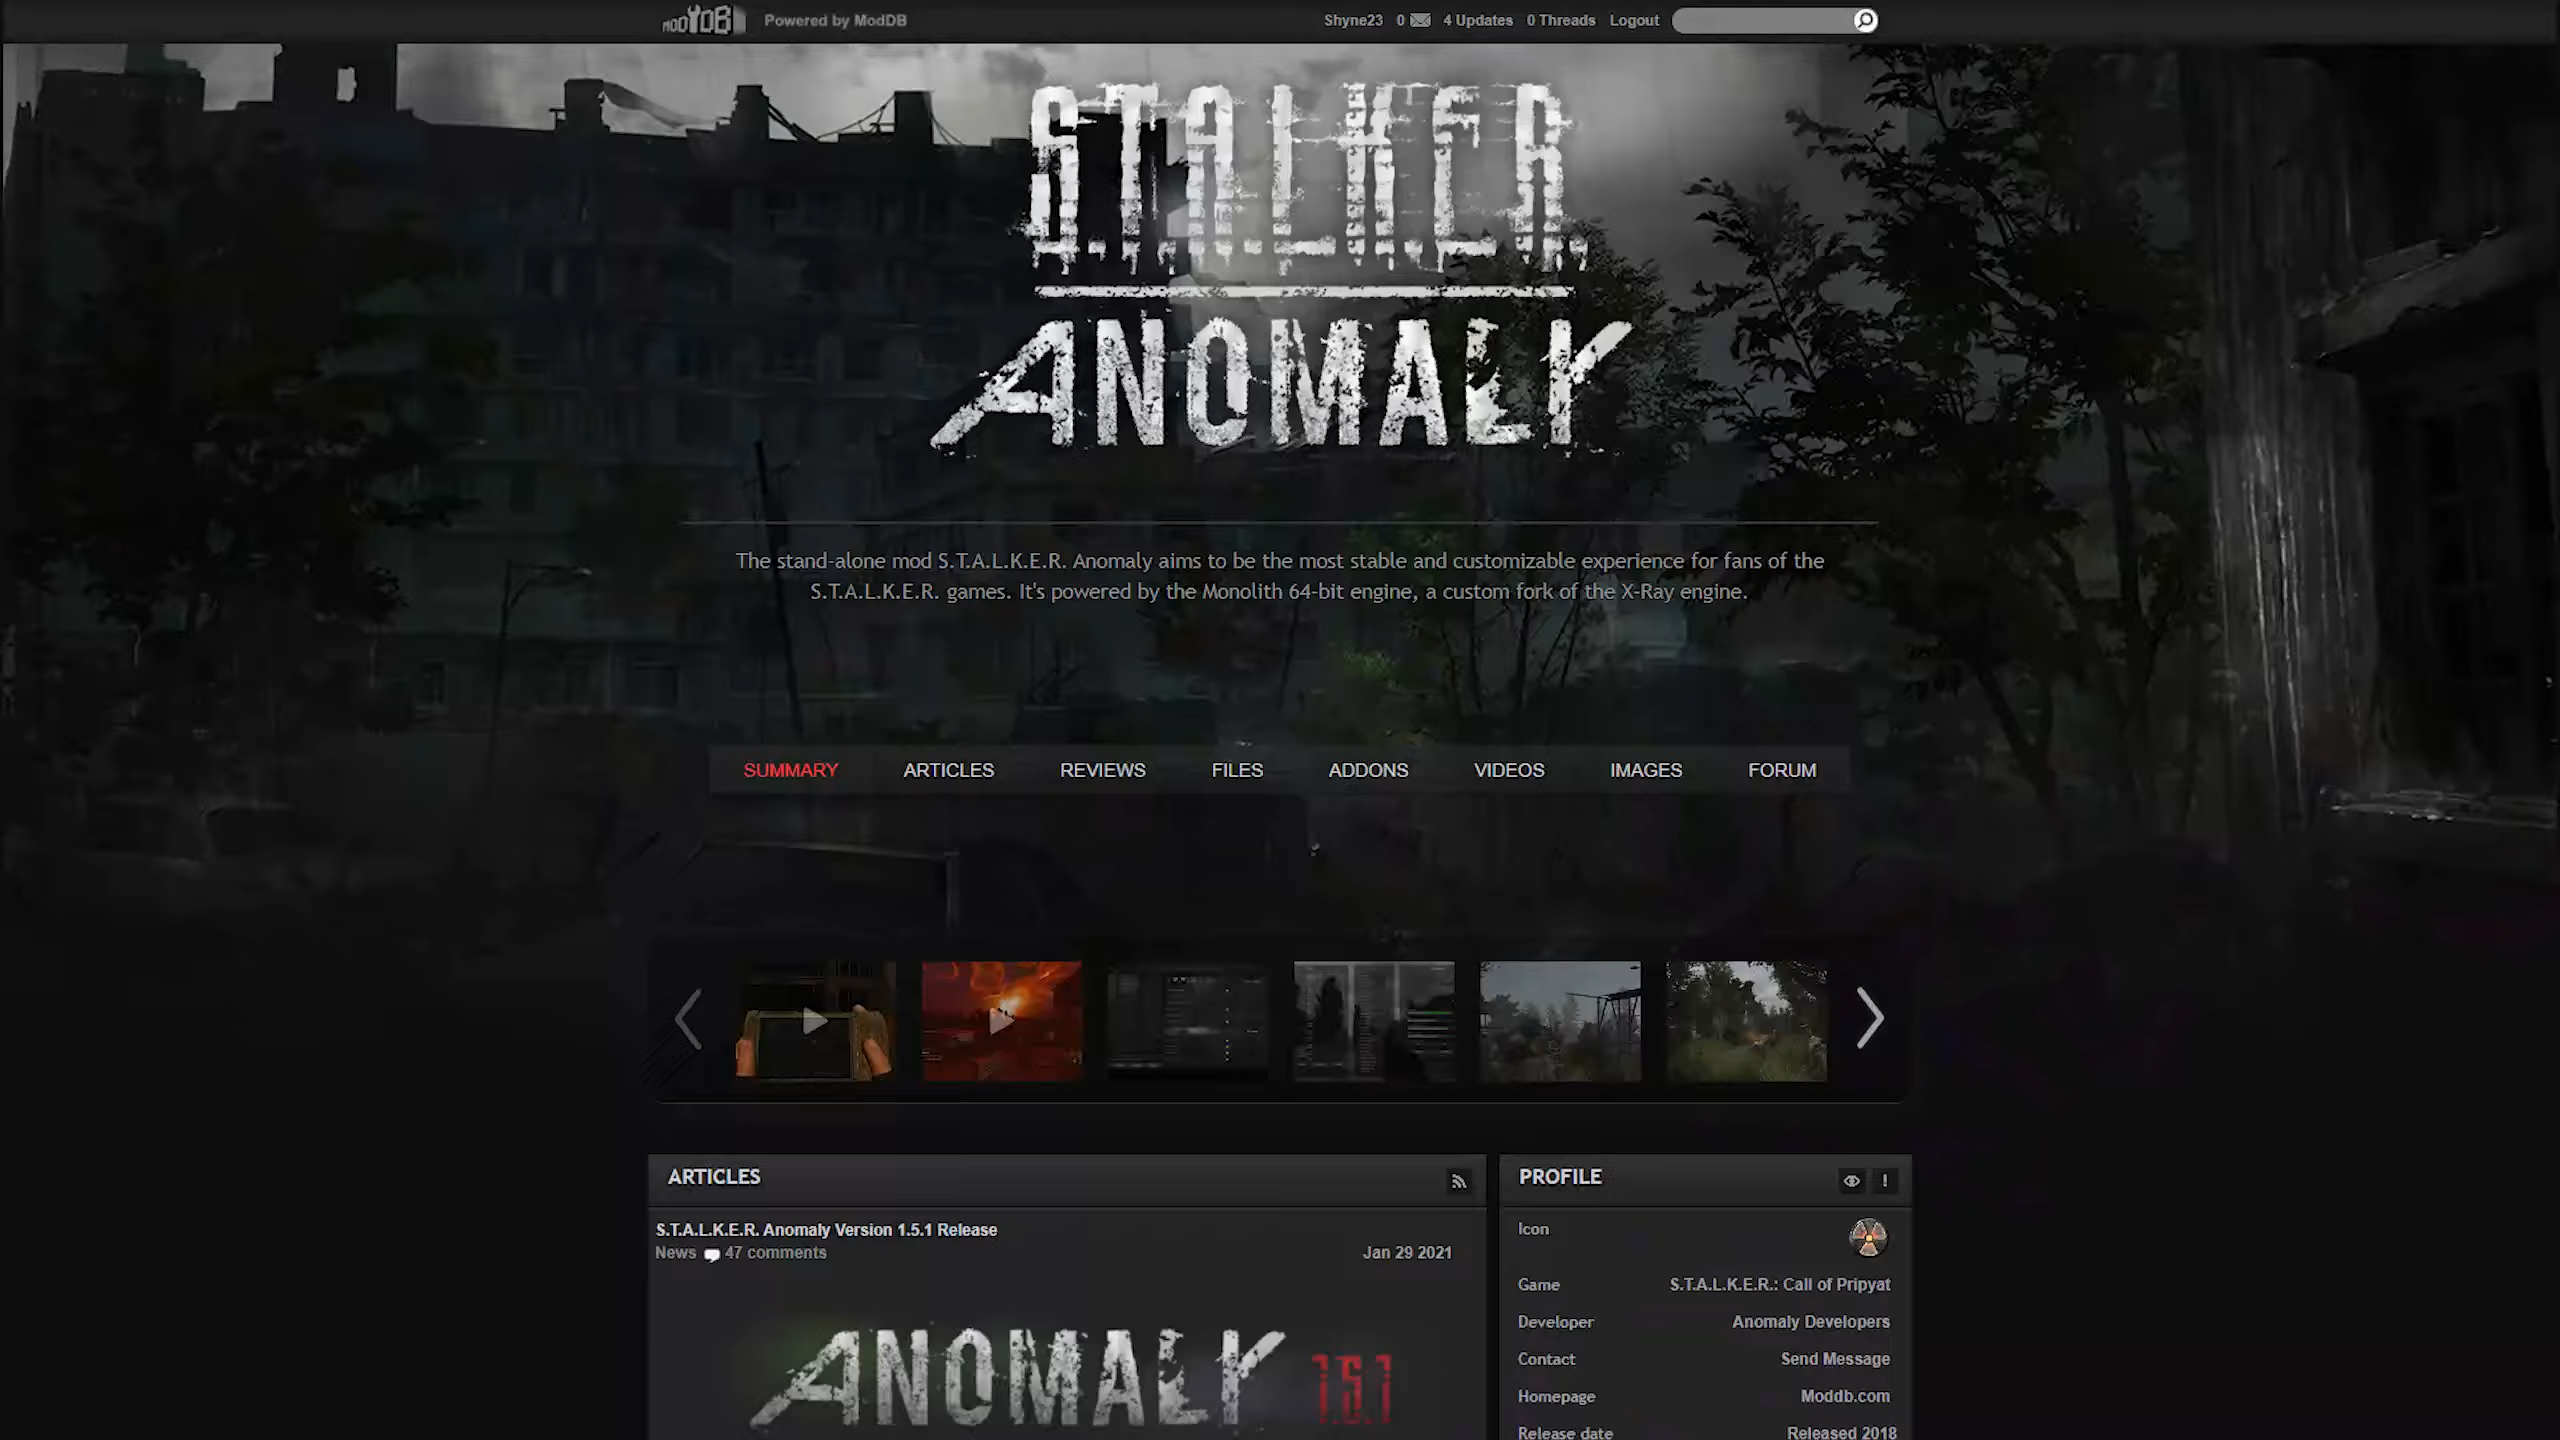 MODDB Powered by ModDB Shyne23 0 4 Updates 0 Threads Logout
S.T.A.L.K.E.R.
ANOMALY
The stand-alone mod S.T.A.L.K.E.R. Anomaly aims to be the most stable and customizable experience for fans of the
S.T.A.L.K.E.R. games. It's powered by the Monolith 64-bit engine, a custom fork of the X-Ray engine.
SUMMARY ARTICLES REVIEWS FILES ADDONS VIDEOS IMAGES FORUM
ARTICLES
S.T.A.L.K.E.R. Anomaly Version 1.5.1 Release
News 47 comments Jan 29 2021
ANOMALY 1.5.1
PROFILE
Icon
Game S.T.A.L.K.E.R.: Call of Pripyat
Developer Anomaly Developers
Contact Send Message
Homepage Moddb.com
Release date Released 2018